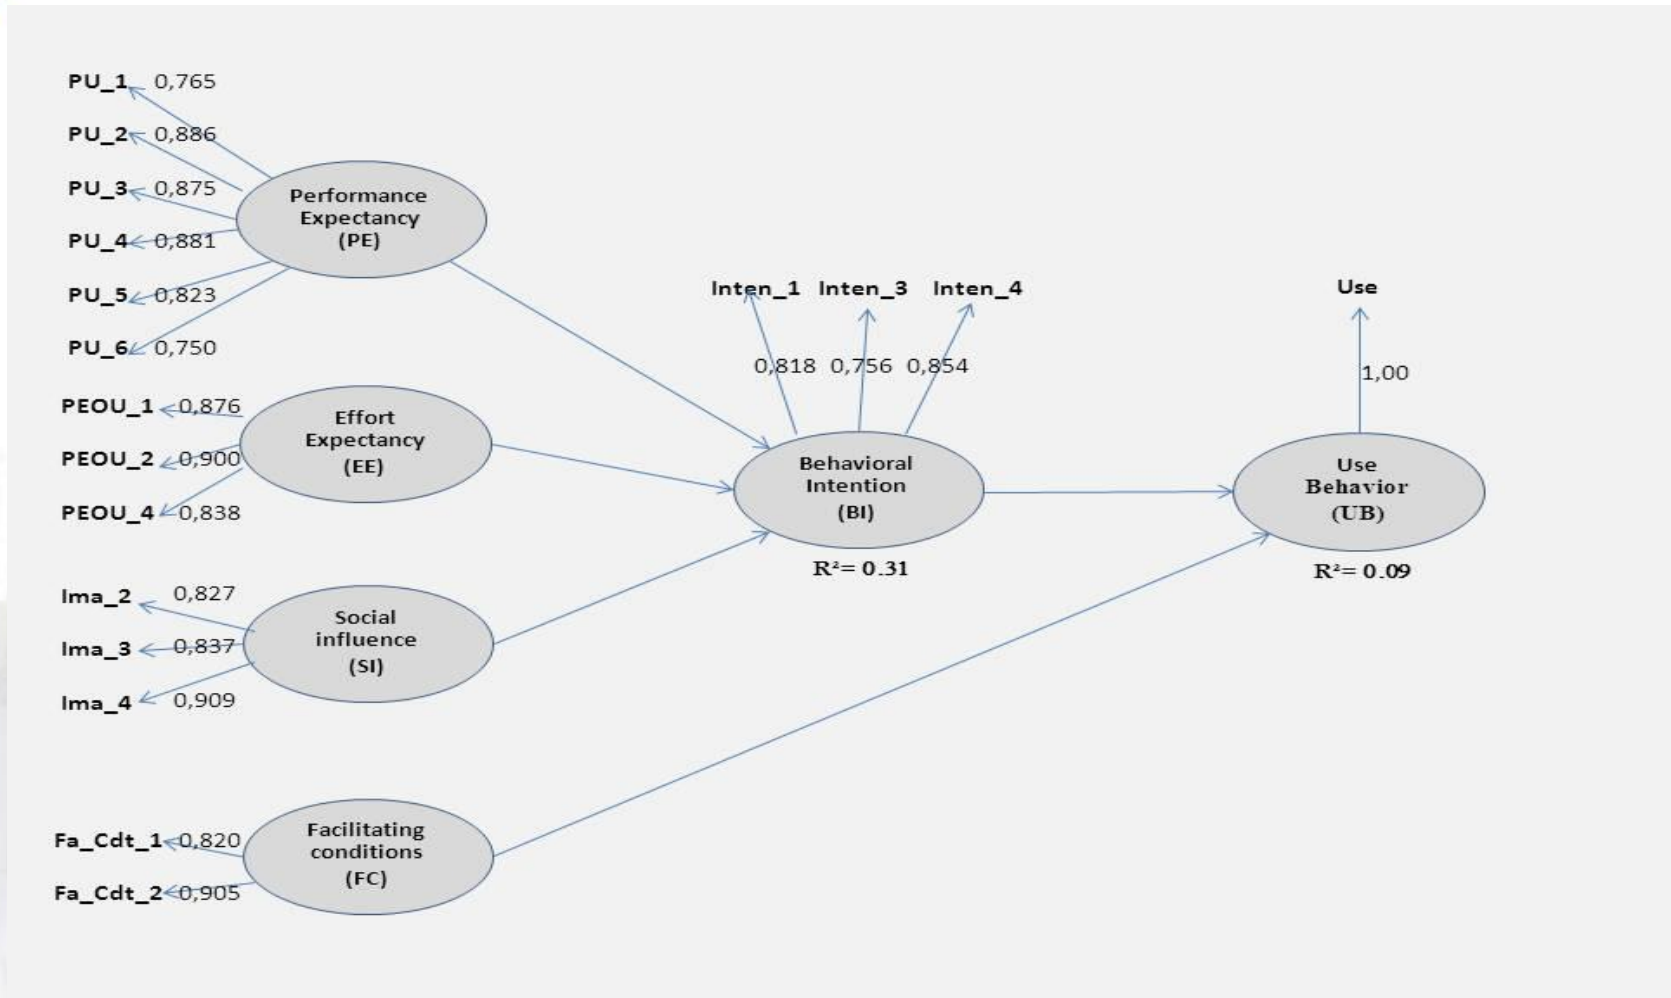 PU_1 0,765
PU_2 0,886
PU_3 0,875
PU_4 0,881
PU_5 0,823
PU_6 0,750
Performance
Expectancy
(PE)
PEOU_1 0,876
PEOU_2 0,900
PEOU_4 0,838
Effort
Expectancy
(EE)
Ima_2 0,827
Ima_3 0,837
Ima_4 0,909
Social
influence
(SI)
Fa_Cdt_1 0,820
Fa_Cdt_2 0,905
Facilitating
conditions
(FC)
Inten_1 Inten_3 Inten_4
0,818 0,756 0,854
Behavioral
Intention
(BI)
R²= 0.31
Use
1,00
Use
Behavior
(UB)
R²= 0.09